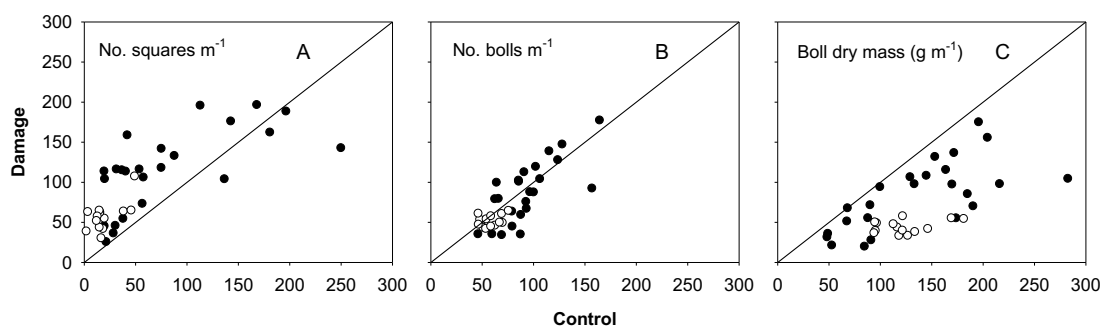 300
250
200
150
100
50
0
Damage
No. squares m⁻¹ A
No. bolls m⁻¹ B
Boll dry mass (g m⁻¹) C
0 50 100 150 200 250 300 0 50 100 150 200 250 300 0 50 100 150 200 250 300
Control